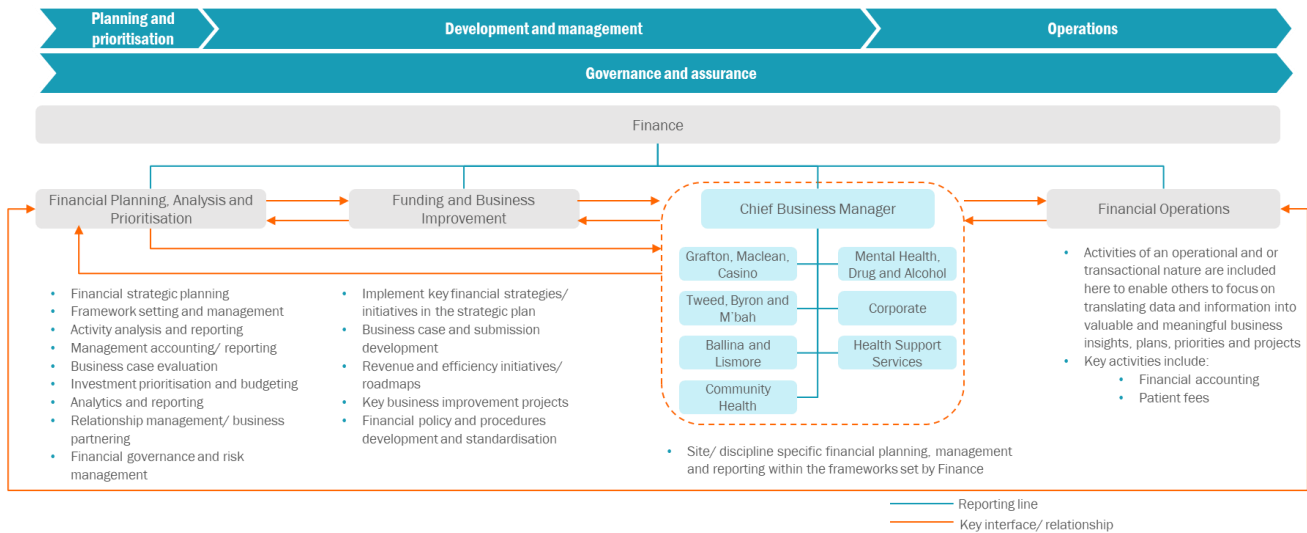 Planning and
prioritisation
Development and management
Operations
Governance and assurance
Finance
Financial Planning, Analysis and
Prioritisation
Funding and Business
Improvement
Chief Business Manager
Financial Operations
Grafton, Maclean,
Casino
Mental Health,
Drug and Alcohol
Tweed, Byron and
M'bah
Corporate
Ballina and
Lismore
Health Support
Services
Community
Health
• Financial strategic planning
• Framework setting and management
• Activity analysis and reporting
• Management accounting/ reporting
• Business case evaluation
• Investment prioritisation and budgeting
• Analytics and reporting
• Relationship management/ business
partnering
• Financial governance and risk
management
• Implement key financial strategies/
initiatives in the strategic plan
• Business case and submission
development
• Revenue and efficiency initiatives/
roadmaps
• Key business improvement projects
• Financial policy and procedures
development and standardisation
• Site/ discipline specific financial planning, management
and reporting within the frameworks set by Finance
• Activities of an operational and or
transactional nature are included
here to enable others to focus on
translating data and information into
valuable and meaningful business
insights, plans, priorities and projects
• Key activities include:
• Financial accounting
• Patient fees
Reporting line
Key interface/ relationship